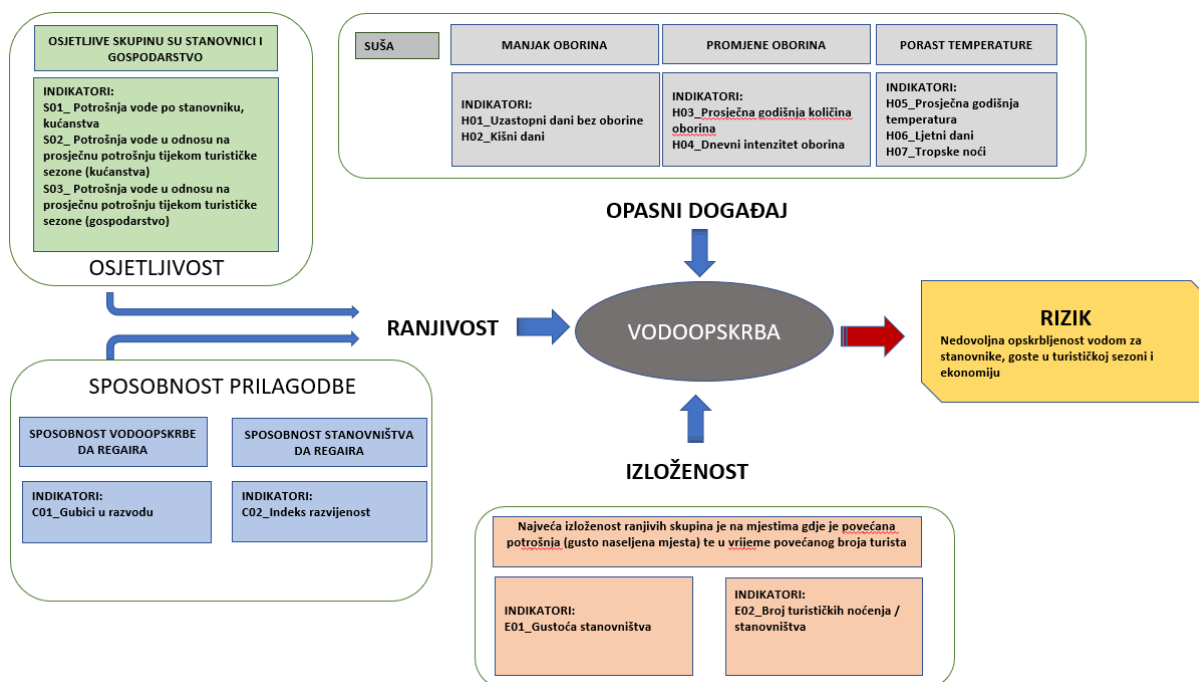 OSJETLJIVE SKUPINU SU STANOVNICI I
GOSPODARSTVO
INDIKATORI:
S01_ Potrošnja vode po stanovniku,
kućanstva
S02_ Potrošnja vode u odnosu na
prosječnu potrošnju tijekom turističke
sezone (kućanstva)
S03_ Potrošnja vode u odnosu na
prosječnu potrošnju tijekom turističke
sezone (gospodarstvo)
OSJETLJIVOST
SUŠA
MANJAK OBORINA
INDIKATORI:
H01_Uzastopni dani bez oborine
H02_Kišni dani
PROMJENE OBORINA
INDIKATORI:
H03_Prosječna godišnja količina
oborina
H04_Dnevni intenzitet oborina
PORAST TEMPERATURE
INDIKATORI:
H05_Prosječna godišnja
temperatura
H06_Ljetni dani
H07_Tropske noći
OPASNI DOGAĐAJ
RANJIVOST
VODOOPSKRBA
RIZIK
Nedovoljna opskrbljenost vodom za
stanovnike, goste u turističkoj sezoni i
ekonomiju
SPOSOBNOST PRILAGODBE
SPOSOBNOST VODOOPSKRBE
DA REGAIRA
INDIKATORI:
C01_Gubici u razvodu
SPOSOBNOST STANOVNIŠTVA
DA REGAIRA
INDIKATORI:
C02_Indeks razvijenost
IZLOŽENOST
Najveća izloženost ranjivih skupina je na mjestima gdje je povećana
potrošnja (gusto naseljena mjesta) te u vrijeme povećanog broja turista
INDIKATORI:
E01_Gustoća stanovništva
INDIKATORI:
E02_Broj turističkih noćenja /
stanovništva